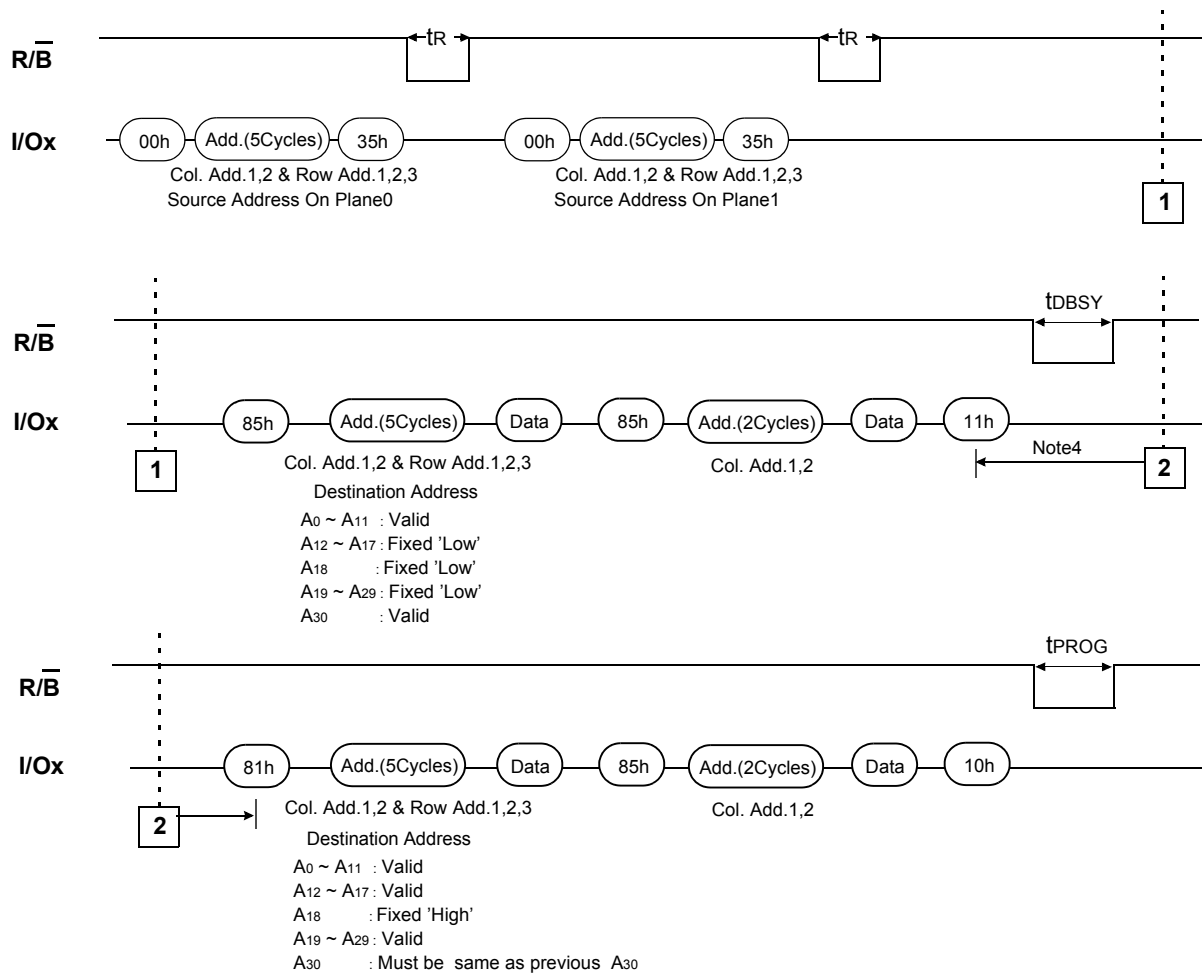 tR tR
R/B̅
I/Ox 00h Add.(5Cycles) 35h 00h Add.(5Cycles) 35h
Col. Add.1,2 & Row Add.1,2,3 Col. Add.1,2 & Row Add.1,2,3
Source Address On Plane0 Source Address On Plane1
1
tDBSY
R/B̅
I/Ox 85h Add.(5Cycles) Data 85h Add.(2Cycles) Data 11h
Note4
1 Col. Add.1,2 & Row Add.1,2,3 Col. Add.1,2 2
Destination Address
A0 ~ A11 : Valid
A12 ~ A17 : Fixed 'Low'
A18 : Fixed 'Low'
A19 ~ A29 : Fixed 'Low'
A30 : Valid
tPROG
R/B̅
I/Ox 81h Add.(5Cycles) Data 85h Add.(2Cycles) Data 10h
2 Col. Add.1,2 & Row Add.1,2,3 Col. Add.1,2
Destination Address
A0 ~ A11 : Valid
A12 ~ A17 : Valid
A18 : Fixed 'High'
A19 ~ A29 : Valid
A30 : Must be same as previous A30